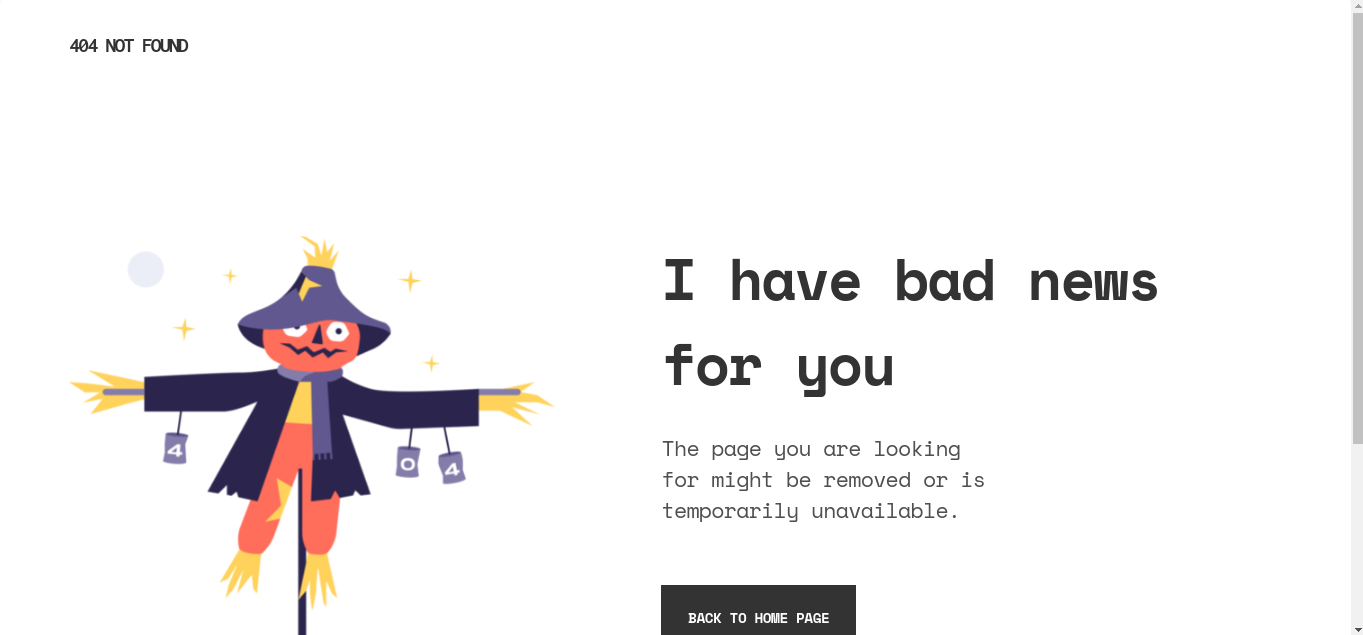 404 NOT FOUND
I have bad news
for you
4
0
4
The page you are looking
for might be removed or is
temporarily unavailable.
BACK TO HOME PAGE